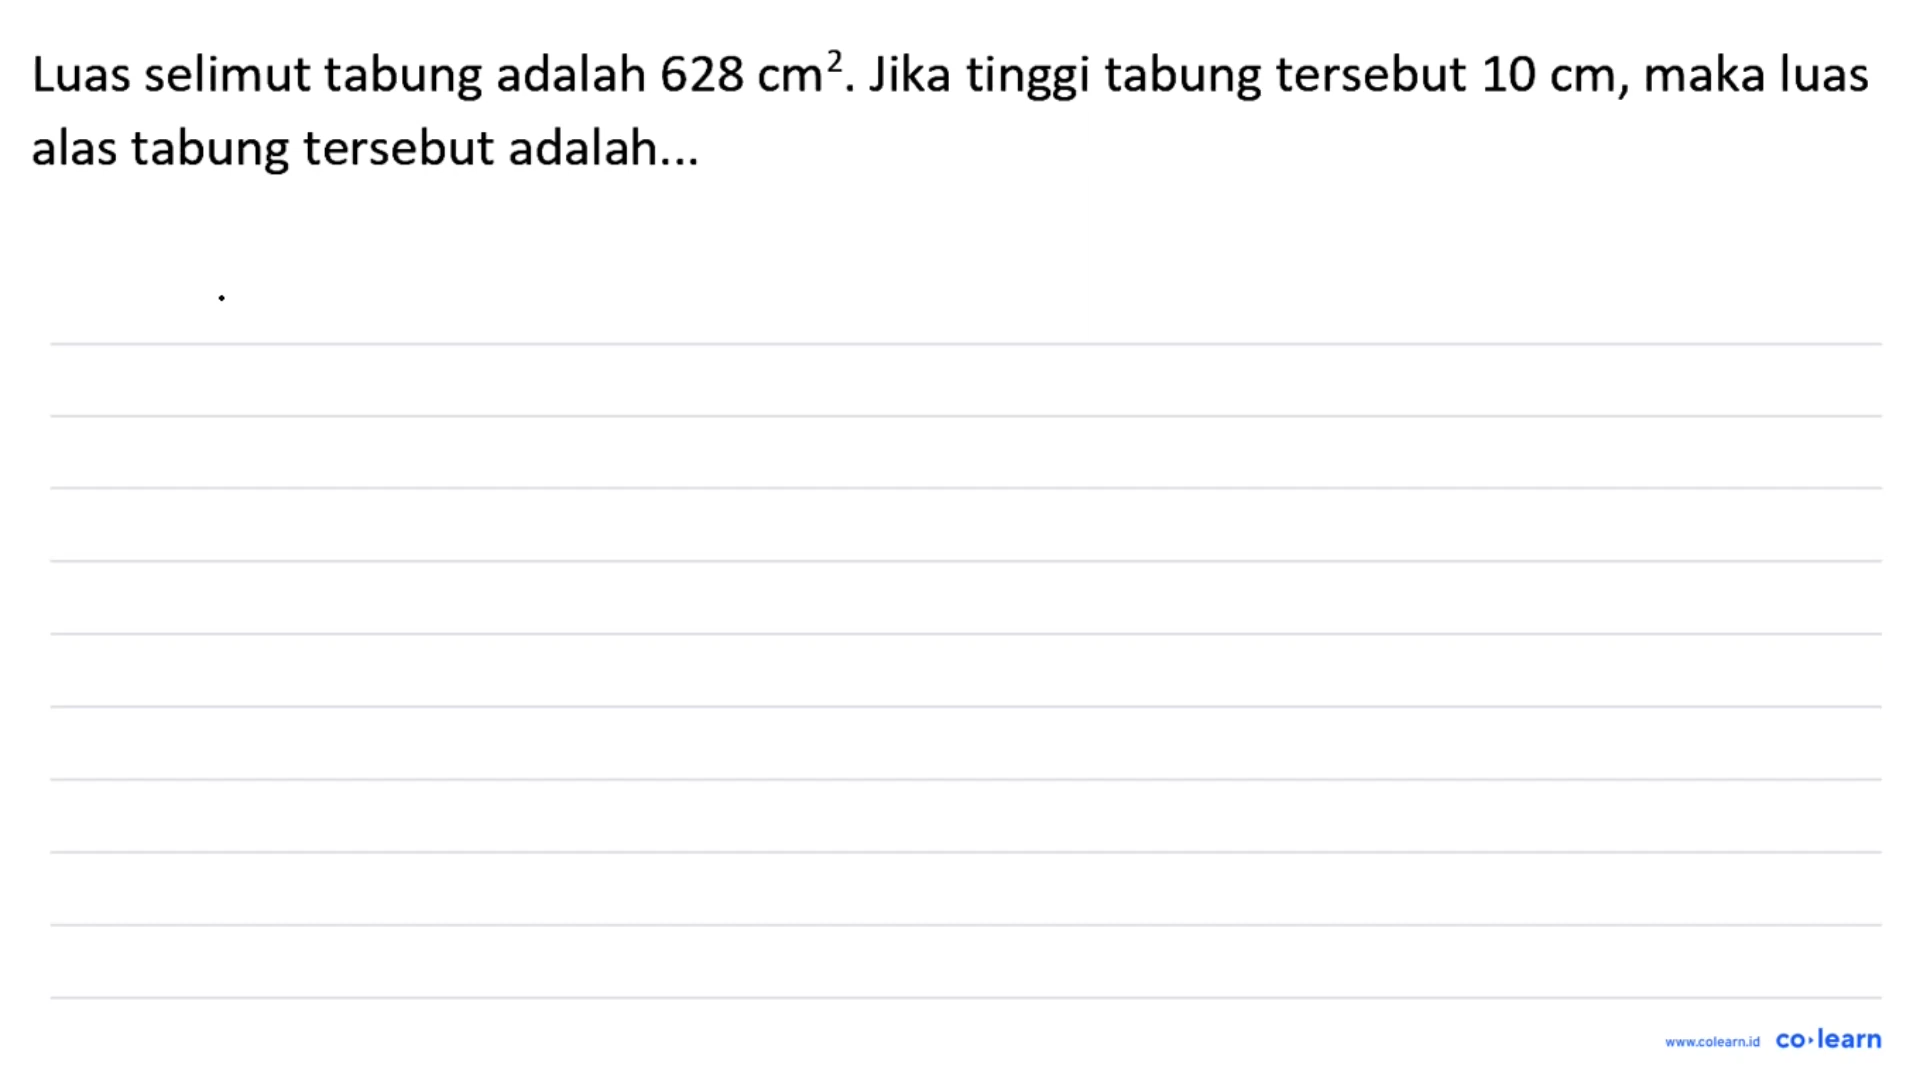 Luas selimut tabung adalah 628 cm². Jika tinggi tabung tersebut 10 cm, maka luas
alas tabung tersebut adalah...
www.colearn.id co learn